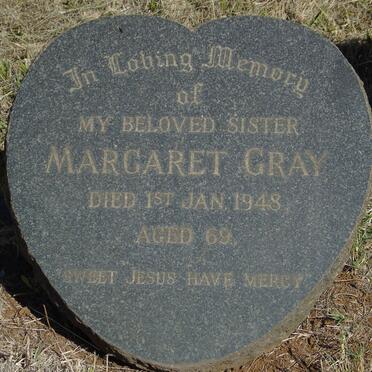 In Loving Memory
of
MY BELOVED SISTER
MARGARET GRAY
DIED 1ST JAN. 1948.
AGED 69.
SWEET JESUS HAVE MERCY